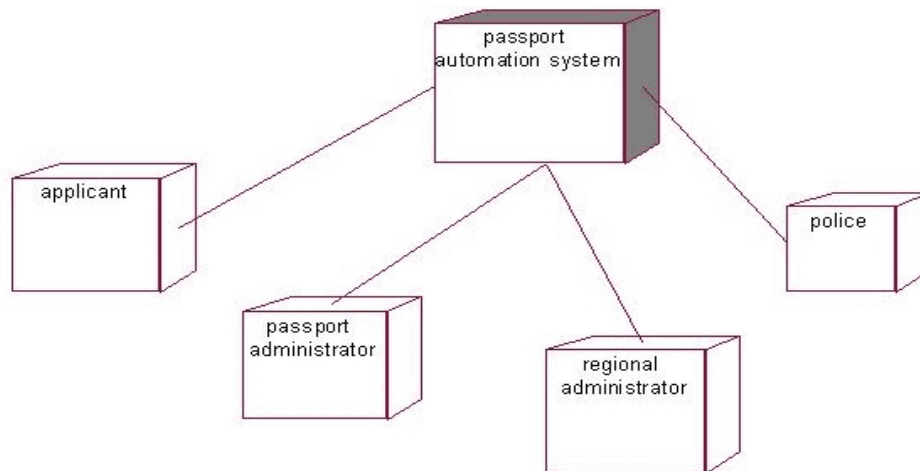 passport
automation system
applicant
police
passport
administrator
regional
administrator